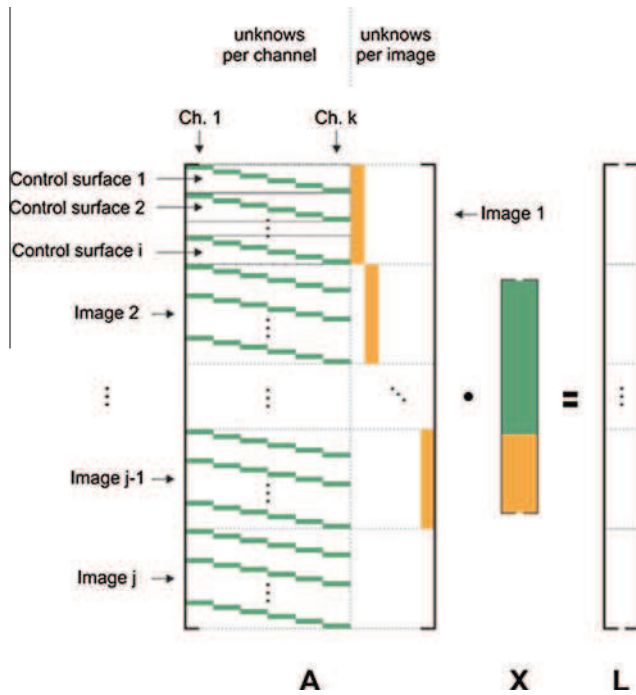 unknows
per channel
unknows
per image
Ch. 1
Ch. k
Control surface 1
Control surface 2
Control surface i
Image 1
Image 2
Image j-1
Image j
A
X
=
L